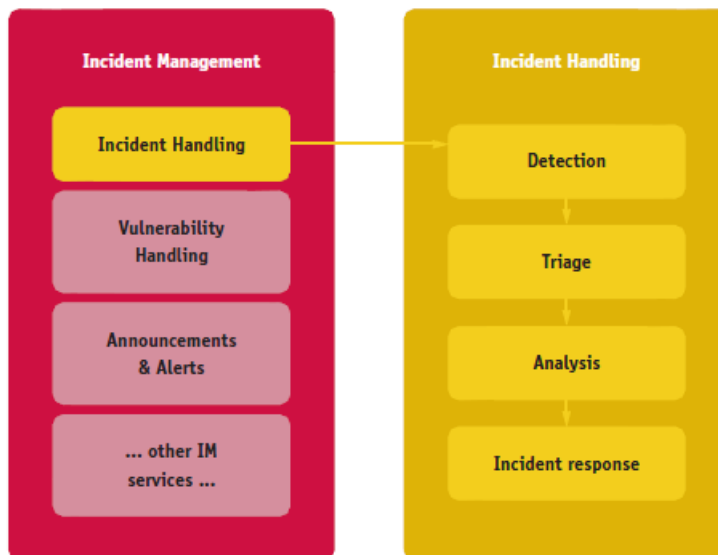 Incident Management
Incident Handling
Vulnerability
Handling
Announcements
& Alerts
... other IM
services ...
Incident Handling
Detection
Triage
Analysis
Incident response